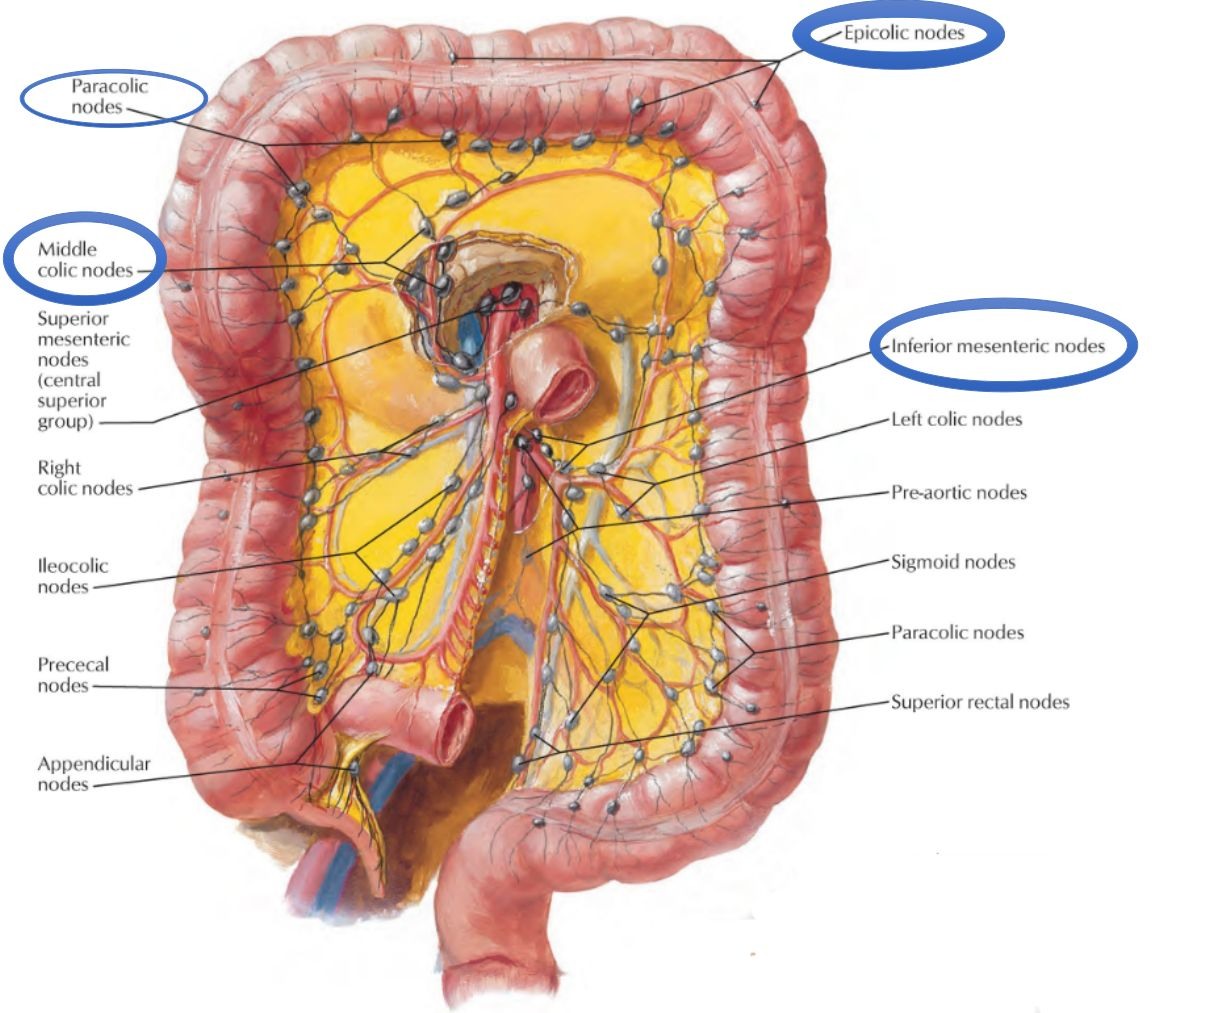 Epicolic nodes
Paracolic
nodes
Middle
colic nodes
Superior
mesenteric
nodes
(central
superior
group)
Right
colic nodes
Ileocolic
nodes
Prececal
nodes
Appendicular
nodes
Inferior mesenteric nodes
Left colic nodes
Pre-aortic nodes
Sigmoid nodes
Paracolic nodes
Superior rectal nodes